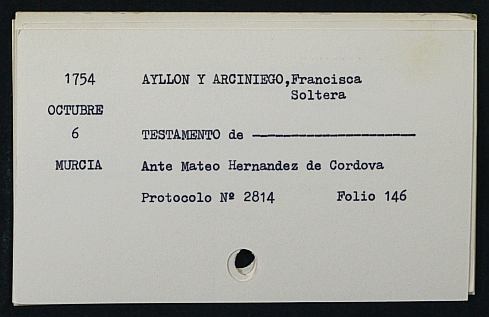 1754 AYLLON Y ARCINIEGO,Francisca
Soltera
OCTUBRE
6 TESTAMENTO de ---------------------
MURCIA Ante Mateo Hernandez de Cordova
Protocolo Nº 2814 Folio 146